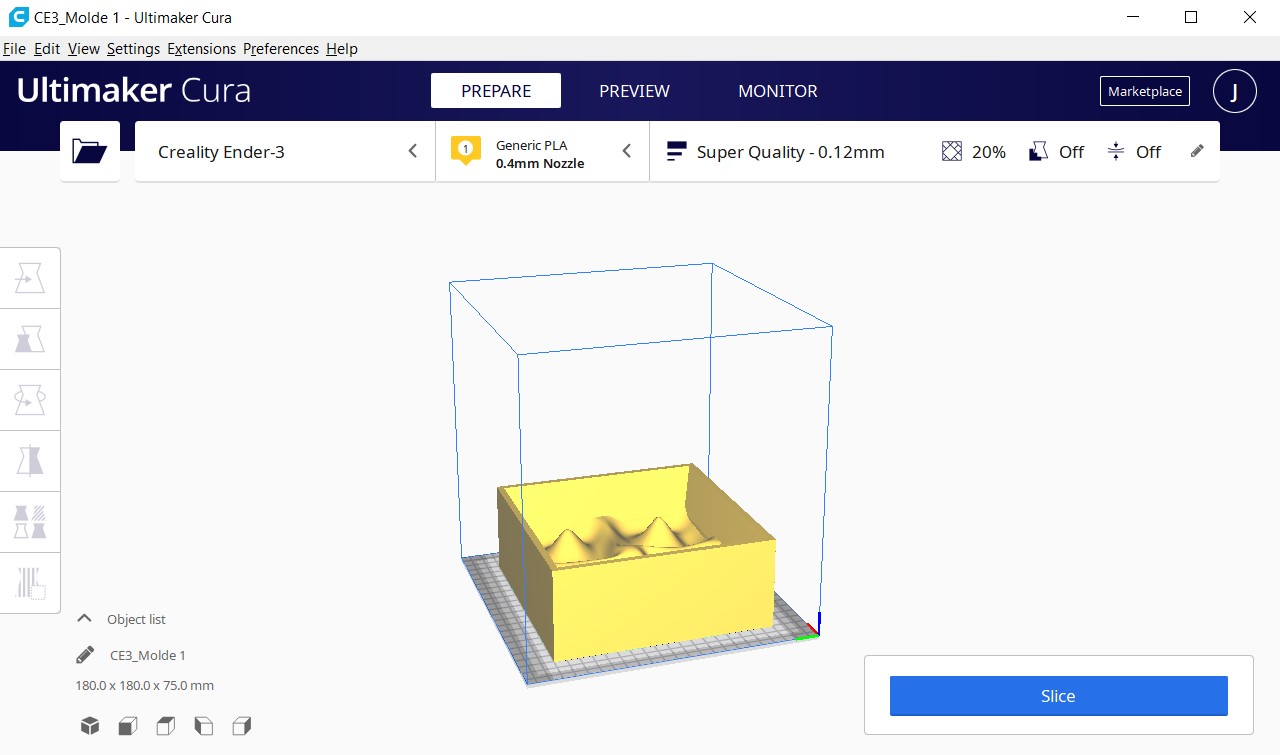 CE3_Molde 1 - Ultimaker Cura
File Edit View Settings Extensions Preferences Help
Ultimaker Cura
PREPARE
PREVIEW
MONITOR
Marketplace
J
Creality Ender-3
1
Generic PLA
0.4mm Nozzle
Super Quality - 0.12mm
20%
Off
Off
Object list
CE3_Molde 1
180.0 x 180.0 x 75.0 mm
Slice